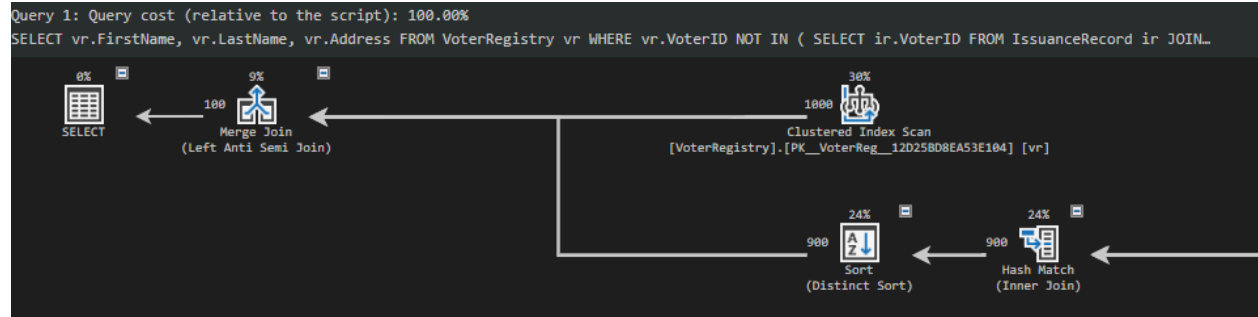 Query 1: Query cost (relative to the script): 100.00%
SELECT vr.FirstName, vr.LastName, vr.Address FROM VoterRegistry vr WHERE vr.VoterID NOT IN ( SELECT ir.VoterID FROM IssuanceRecord ir JOIN…
0%
9%
30%
100
1000
SELECT
Merge Join
(Left Anti Semi Join)
Clustered Index Scan
[VoterRegistry].[PK__VoterReg__12D25BD8EA53E104] [vr]
24%
24%
900
900
Sort
(Distinct Sort)
Hash Match
(Inner Join)